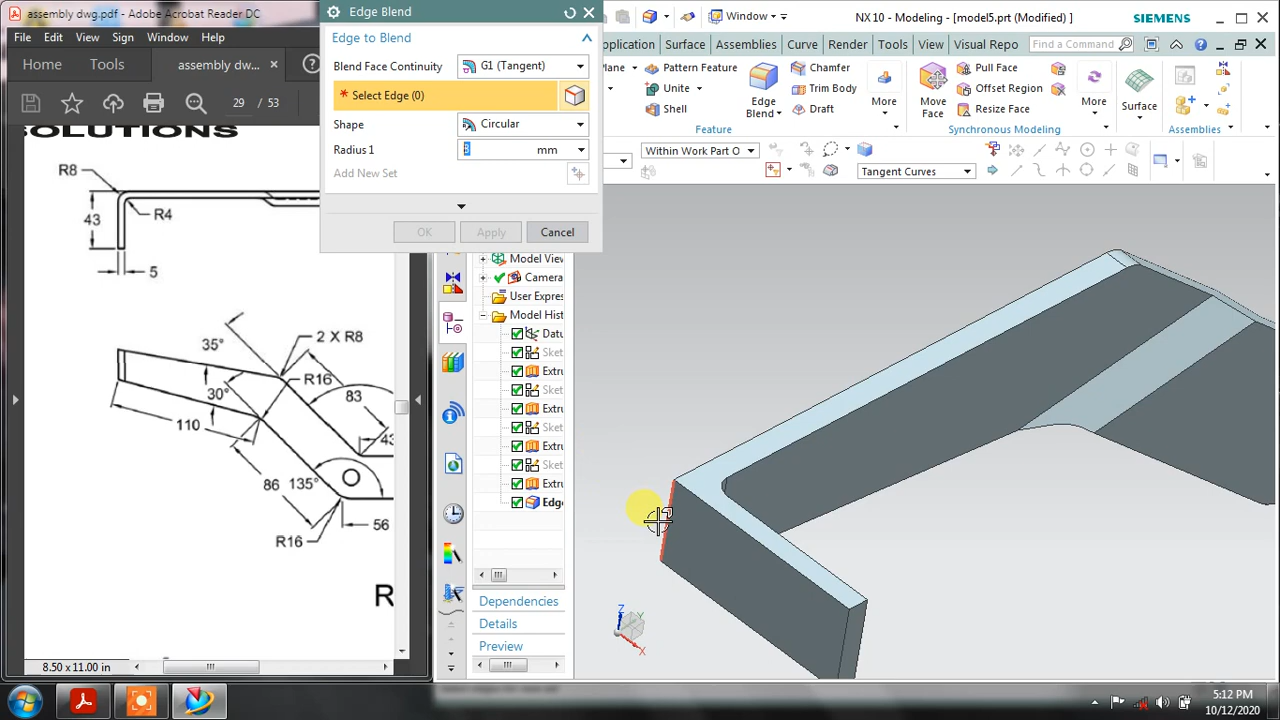 assembly dwg.pdf - Adobe Acrobat Reader DC
File Edit View Sign Window Help
Home Tools assembly dw...
29 / 53
SOLUTIONS
R8
43
R4
5
35°
2 X R8
R16
30°
83
110
43
86 135°
56
R16
R
8.50 x 11.00 in
Edge Blend
Edge to Blend
Blend Face Continuity G1 (Tangent)
* Select Edge (0)
Shape Circular
Radius 1 mm
Add New Set
OK Apply Cancel
Window
NX 10 - Modeling - [model5.prt (Modified) ]
SIEMENS
plication Surface Assemblies Curve Render Tools View Visual Repo Find a Command
Plane Pattern Feature Chamfer
Unite Trim Body
Shell Draft
Edge Blend
More
Feature
Move Face
Pull Face
Offset Region
Resize Face
More
Synchronous Modeling
Surface
Assemblies
Within Work Part O
Tangent Curves
Model View
Camera
User Expres
Model Hist
Datu
Sket
Extru
Sket
Extru
Sket
Extru
Sket
Extru
Edge
Dependencies
Details
Preview
Z
Y
X
5:12 PM
10/12/2020